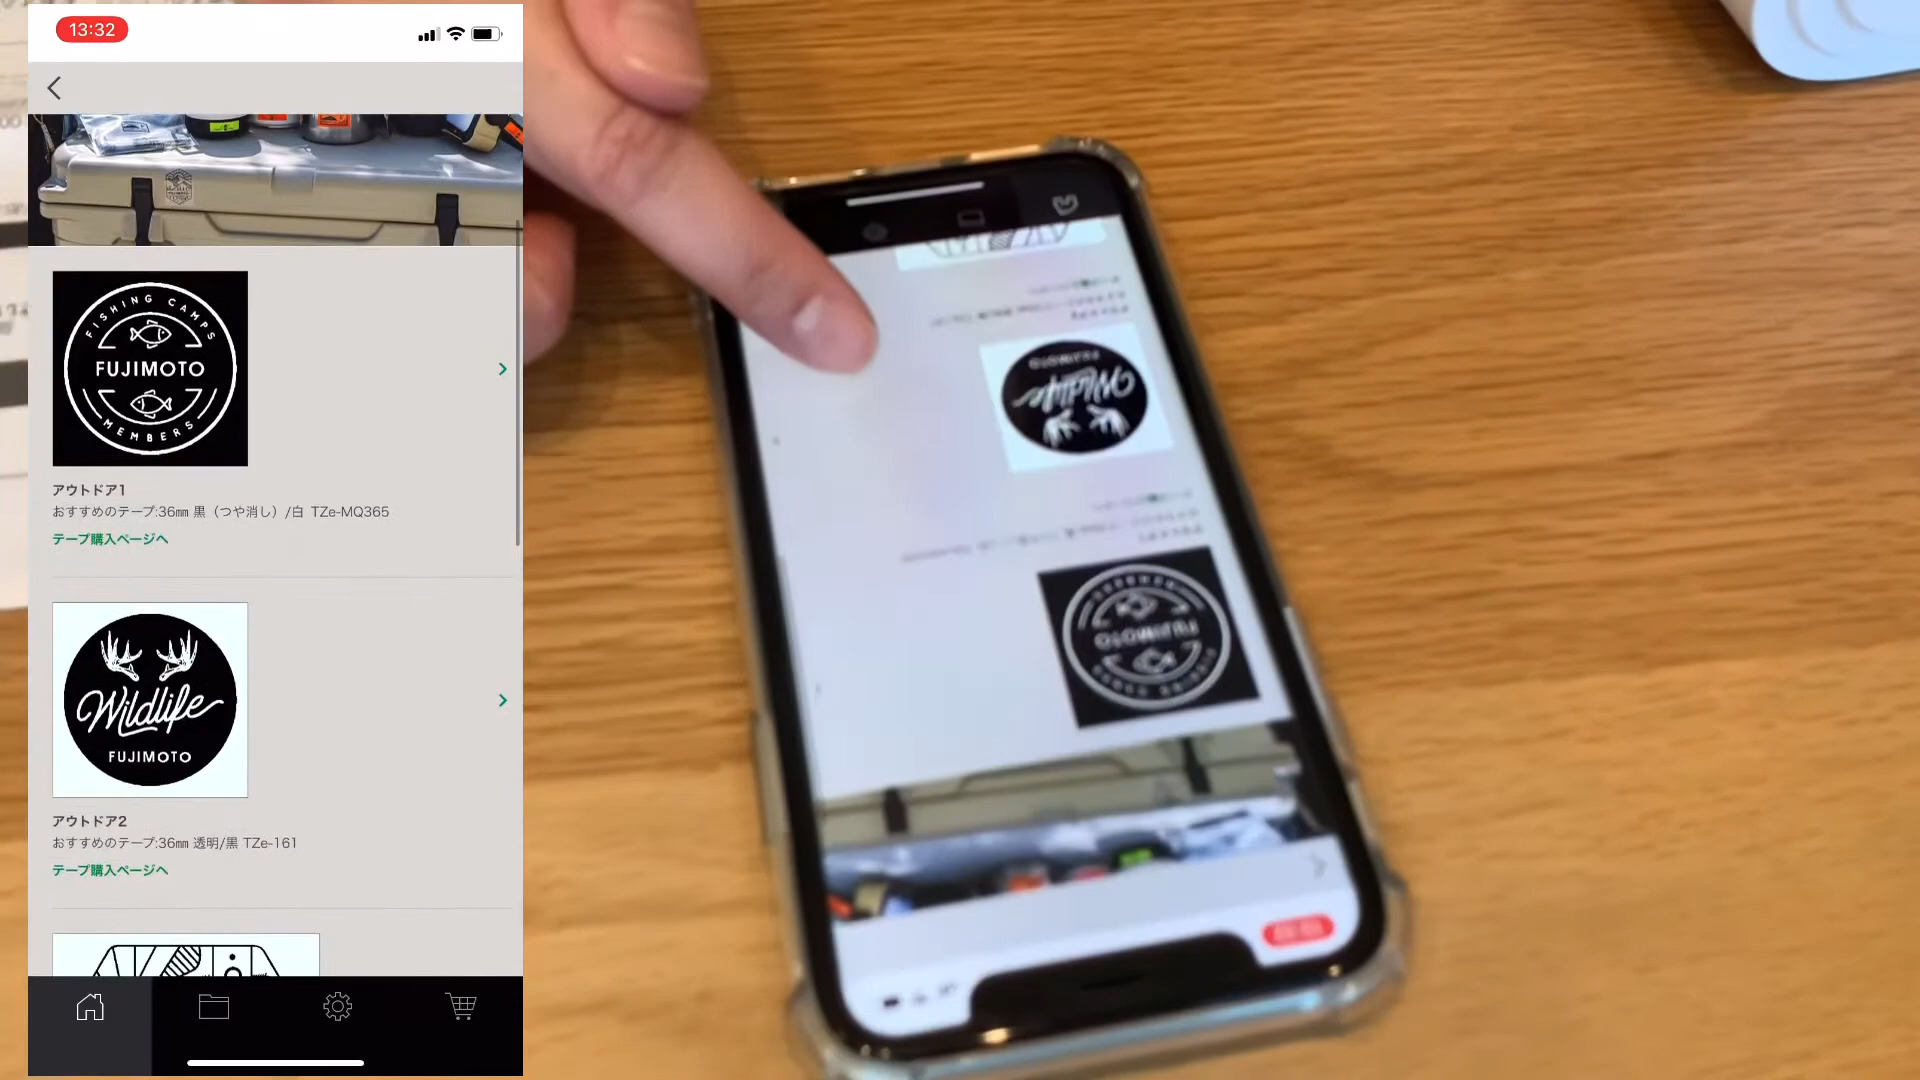 13:32
FISHING CAMPS
FUJIMOTO
MEMBERS
アウトドア1
おすすめのテープ:36㎜ 黒（つや消し）/白 TZe-MQ365
テープ購入ページへ
Wildlife
FUJIMOTO
アウトドア2
おすすめのテープ:36㎜ 透明/黒 TZe-161
テープ購入ページへ
Wildlife
FUJIMOTO
FUJIMOTO